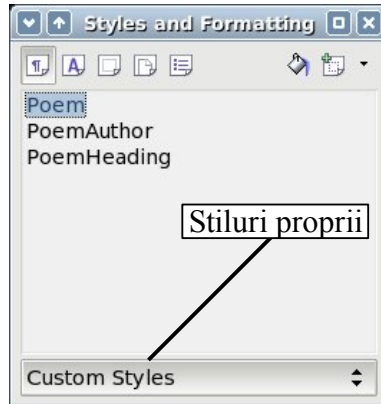 Styles and Formatting
Poem
PoemAuthor
PoemHeading
Stiluri proprii
Custom Styles